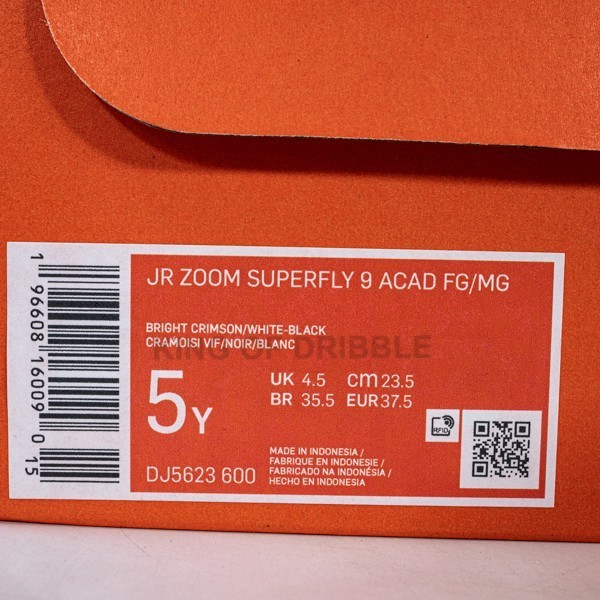 JR ZOOM SUPERFLY 9 ACAD FG/MG
BRIGHT CRIMSON/WHITE-BLACK
CRAMOISI VIF/NOIR/BLANC
KING OF DRIBBLE
5Y
UK 4.5 cm 23.5
BR 35.5 EUR 37.5
RFID
DJ5623 600
MADE IN INDONESIA /
FABRIQUE EN INDONESIE /
FABRICADO NA INDONÉSIA /
HECHO EN INDONESIA
1 96608 16009 0 15